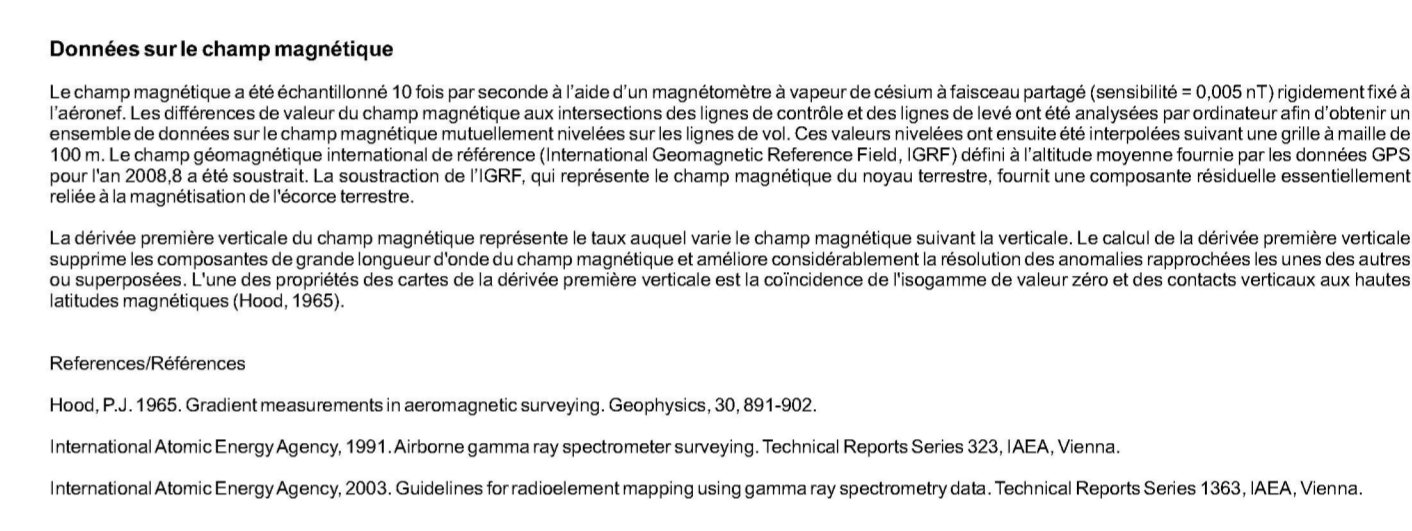 Données sur le champ magnétique
Le champ magnétique a été échantillonné 10 fois par seconde à l'aide d'un magnétomètre à vapeur de césium à faisceau partagé (sensibilité = 0,005 nT) rigidement fixé à
l'aéronef. Les différences de valeur du champ magnétique aux intersections des lignes de contrôle et des lignes de levé ont été analysées par ordinateur afin d'obtenir un
ensemble de données sur le champ magnétique mutuellement nivelées sur les lignes de vol. Ces valeurs nivelées ont ensuite été interpolées suivant une grille à maille de
100 m. Le champ géomagnétique international de référence (International Geomagnetic Reference Field, IGRF) défini à l'altitude moyenne fournie par les données GPS
pour l'an 2008,8 a été soustrait. La soustraction de l'IGRF, qui représente le champ magnétique du noyau terrestre, fournit une composante résiduelle essentiellement
reliée à la magnétisation de l'écorce terrestre.
La dérivée première verticale du champ magnétique représente le taux auquel varie le champ magnétique suivant la verticale. Le calcul de la dérivée première verticale
supprime les composantes de grande longueur d'onde du champ magnétique et améliore considérablement la résolution des anomalies rapprochées les unes des autres
ou superposées. L'une des propriétés des cartes de la dérivée première verticale est la coïncidence de l'isogamme de valeur zéro et des contacts verticaux aux hautes
latitudes magnétiques (Hood, 1965).
References/Références
Hood, P.J. 1965. Gradient measurements in aeromagnetic surveying. Geophysics, 30, 891-902.
International Atomic Energy Agency, 1991. Airborne gamma ray spectrometer surveying. Technical Reports Series 323, IAEA, Vienna.
International Atomic Energy Agency, 2003. Guidelines for radioelement mapping using gamma ray spectrometry data. Technical Reports Series 1363, IAEA, Vienna.